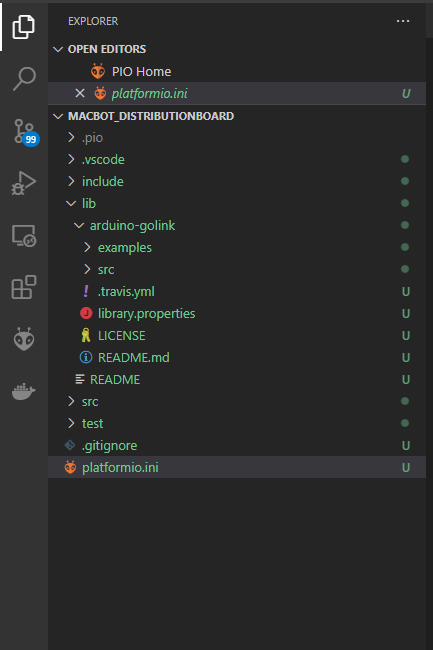 EXPLORER ···
OPEN EDITORS
PIO Home
platformio.ini U
MACBOT_DISTRIBUTIONBOARD
.pio
.vscode
99
include
lib
arduino-golink
examples
src
! .travis.yml U
J library.properties U
LICENSE U
README.md U
README U
src
test
.gitignore U
platformio.ini U